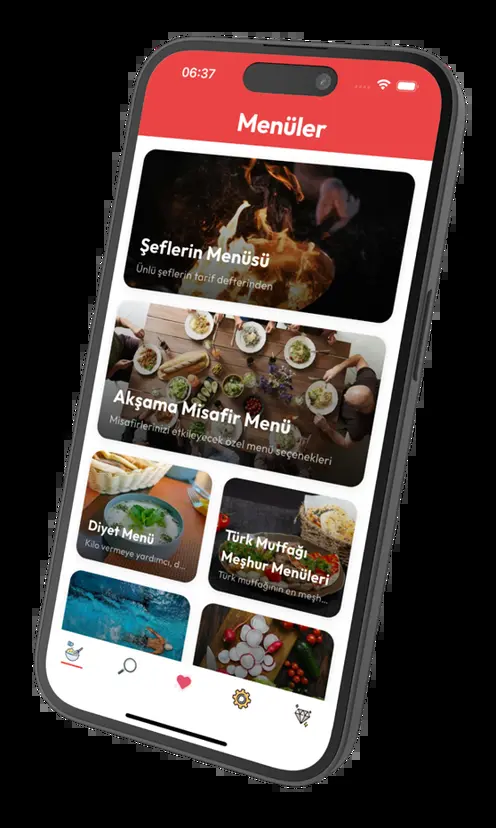 06:37
Menüler
Şeflerin Menüsü
Ünlü şeflerin tarif defterinden
Akşama Misafir Menü
Misafirlerinizi etkileyecek özel menü seçenekleri
Diyet Menü
Kilo vermeye yardımcı, d...
Türk Mutfağı
Meşhur Menüleri
Türk mutfağının en meşh...